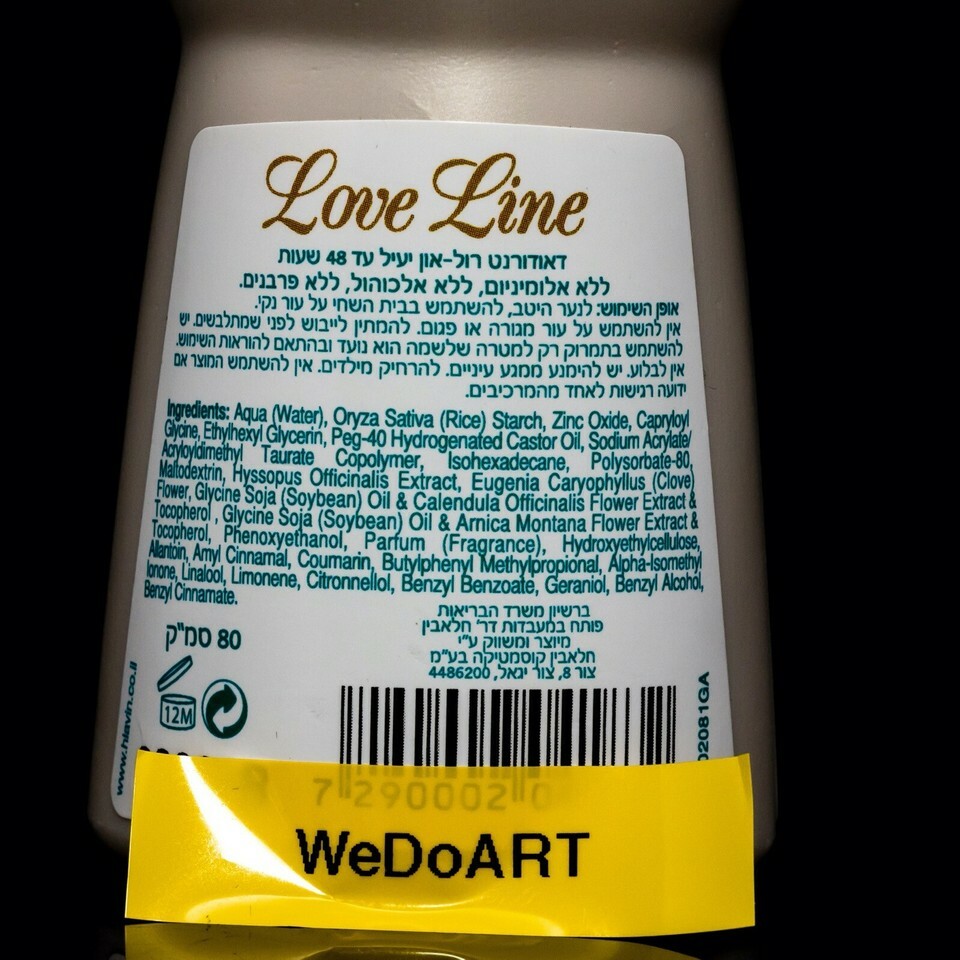 Love Line
דאודורנט רול-און יעיל עד 48 שעות
ללא אלומיניום, ללא אלכוהול, ללא פרבנים.
אופן השימוש: לנער היטב, להשתמש בבית השחי על עור נקי.
אין להשתמש על עור מגורה או פגום. להמתין לייבוש לפני שמתלבשים. יש
להשתמש בתמרוק רק למטרה שלשמה הוא נועד ובהתאם להוראות השימוש.
אין לבלוע. יש להימנע ממגע עיניים. להרחיק מילדים. אין להשתמש המוצר אם
ידועה רגישות לאחד מהמרכיבים.
Ingredients: Aqua (Water), Oryza Sativa (Rice) Starch, Zinc Oxide, Capryloyl
Glycine, Ethylhexyl Glycerin, Peg-40 Hydrogenated Castor Oil, Sodium Acrylate/
Acryloyldimethyl Taurate Copolymer, Isohexadecane, Polysorbate-80,
Maltodextrin, Hyssopus Officinalis Extract, Eugenia Caryophyllus (Clove)
Flower, Glycine Soja (Soybean) Oil & Calendula Officinalis Flower Extract &
Tocopherol , Glycine Soja (Soybean) Oil & Arnica Montana Flower Extract &
Tocopherol, Phenoxyethanol, Parfum (Fragrance), Hydroxyethylcellulose,
Allantoin, Amyl Cinnamal, Coumarin, Butylphenyl Methylpropional, Alpha-Isomethyl
Ionone, Linalool, Limonene, Citronnellol, Benzyl Benzoate, Geraniol, Benzyl Alcohol,
Benzyl Cinnamate.
ברשיון משרד הבריאות
פותח במעבדות דר' חלאבין
מיוצר ומשווק ע"י
חלאבין קוסמטיקה בע"מ
צור 8, צור יגאל, 4486200
80 סמ"ק
12M
www.hlavin.co.il
02081GA
7 290002 0
WeDoART